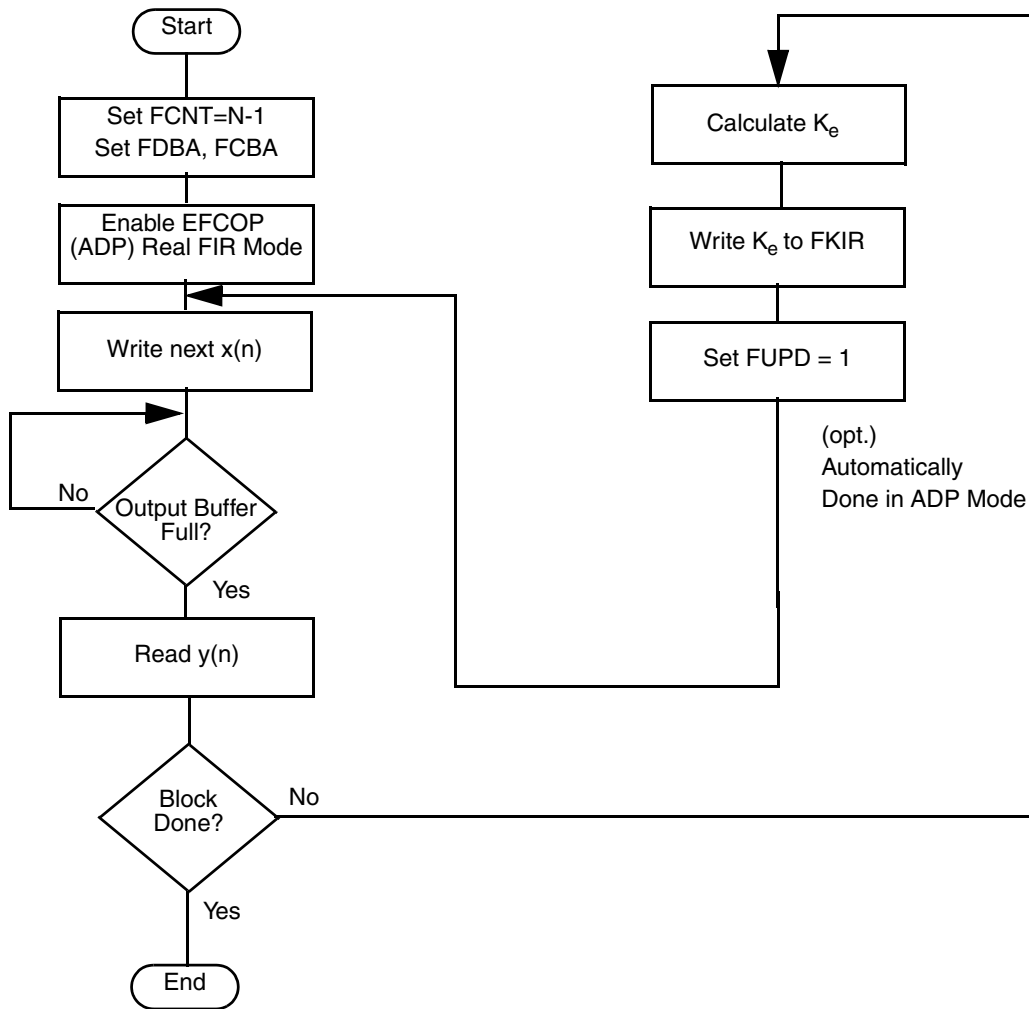 Start
Set FCNT=N-1
Set FDBA, FCBA
Enable EFCOP
(ADP) Real FIR Mode
Write next x(n)
No
Output Buffer
Full?
Yes
Read y(n)
Block
Done?
No
Yes
End
Calculate Ke
Write Ke to FKIR
Set FUPD = 1
(opt.)
Automatically
Done in ADP Mode